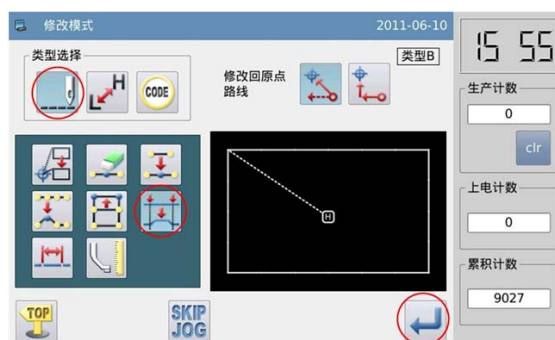 修改模式
2011-06-10
类型选择
H
L
CODE
修改回原点
路线
类型B
H
TOP
SKIP
JOG
15 55
生产计数
0
clr
上电计数
0
累积计数
9027